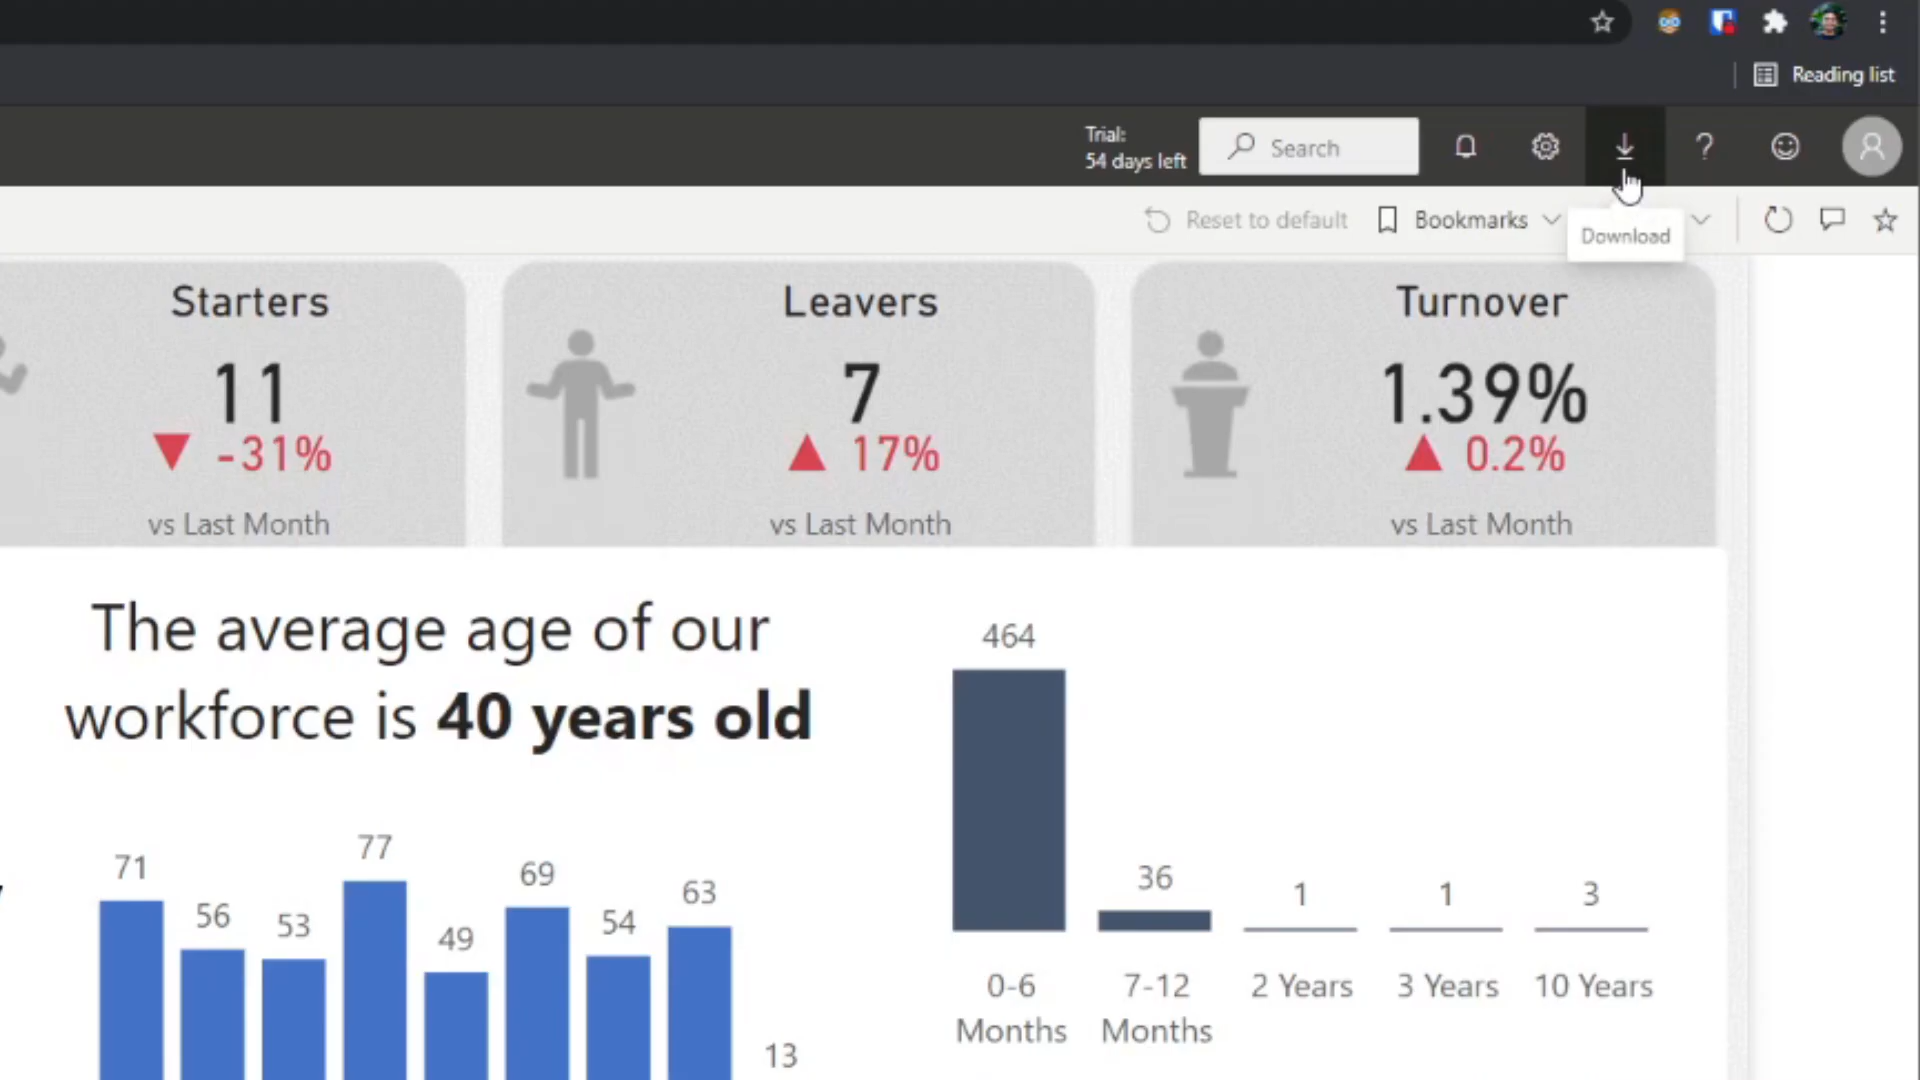 Reading list
Trial:
54 days left
Search
?
Reset to default
Bookmarks
Download
Starters
11
-31%
vs Last Month
Leavers
7
17%
vs Last Month
Turnover
1.39%
0.2%
vs Last Month
The average age of our
workforce is 40 years old
71
56
53
77
49
69
54
63
13
464
36
1
1
3
0-6
Months
7-12
Months
2 Years
3 Years
10 Years